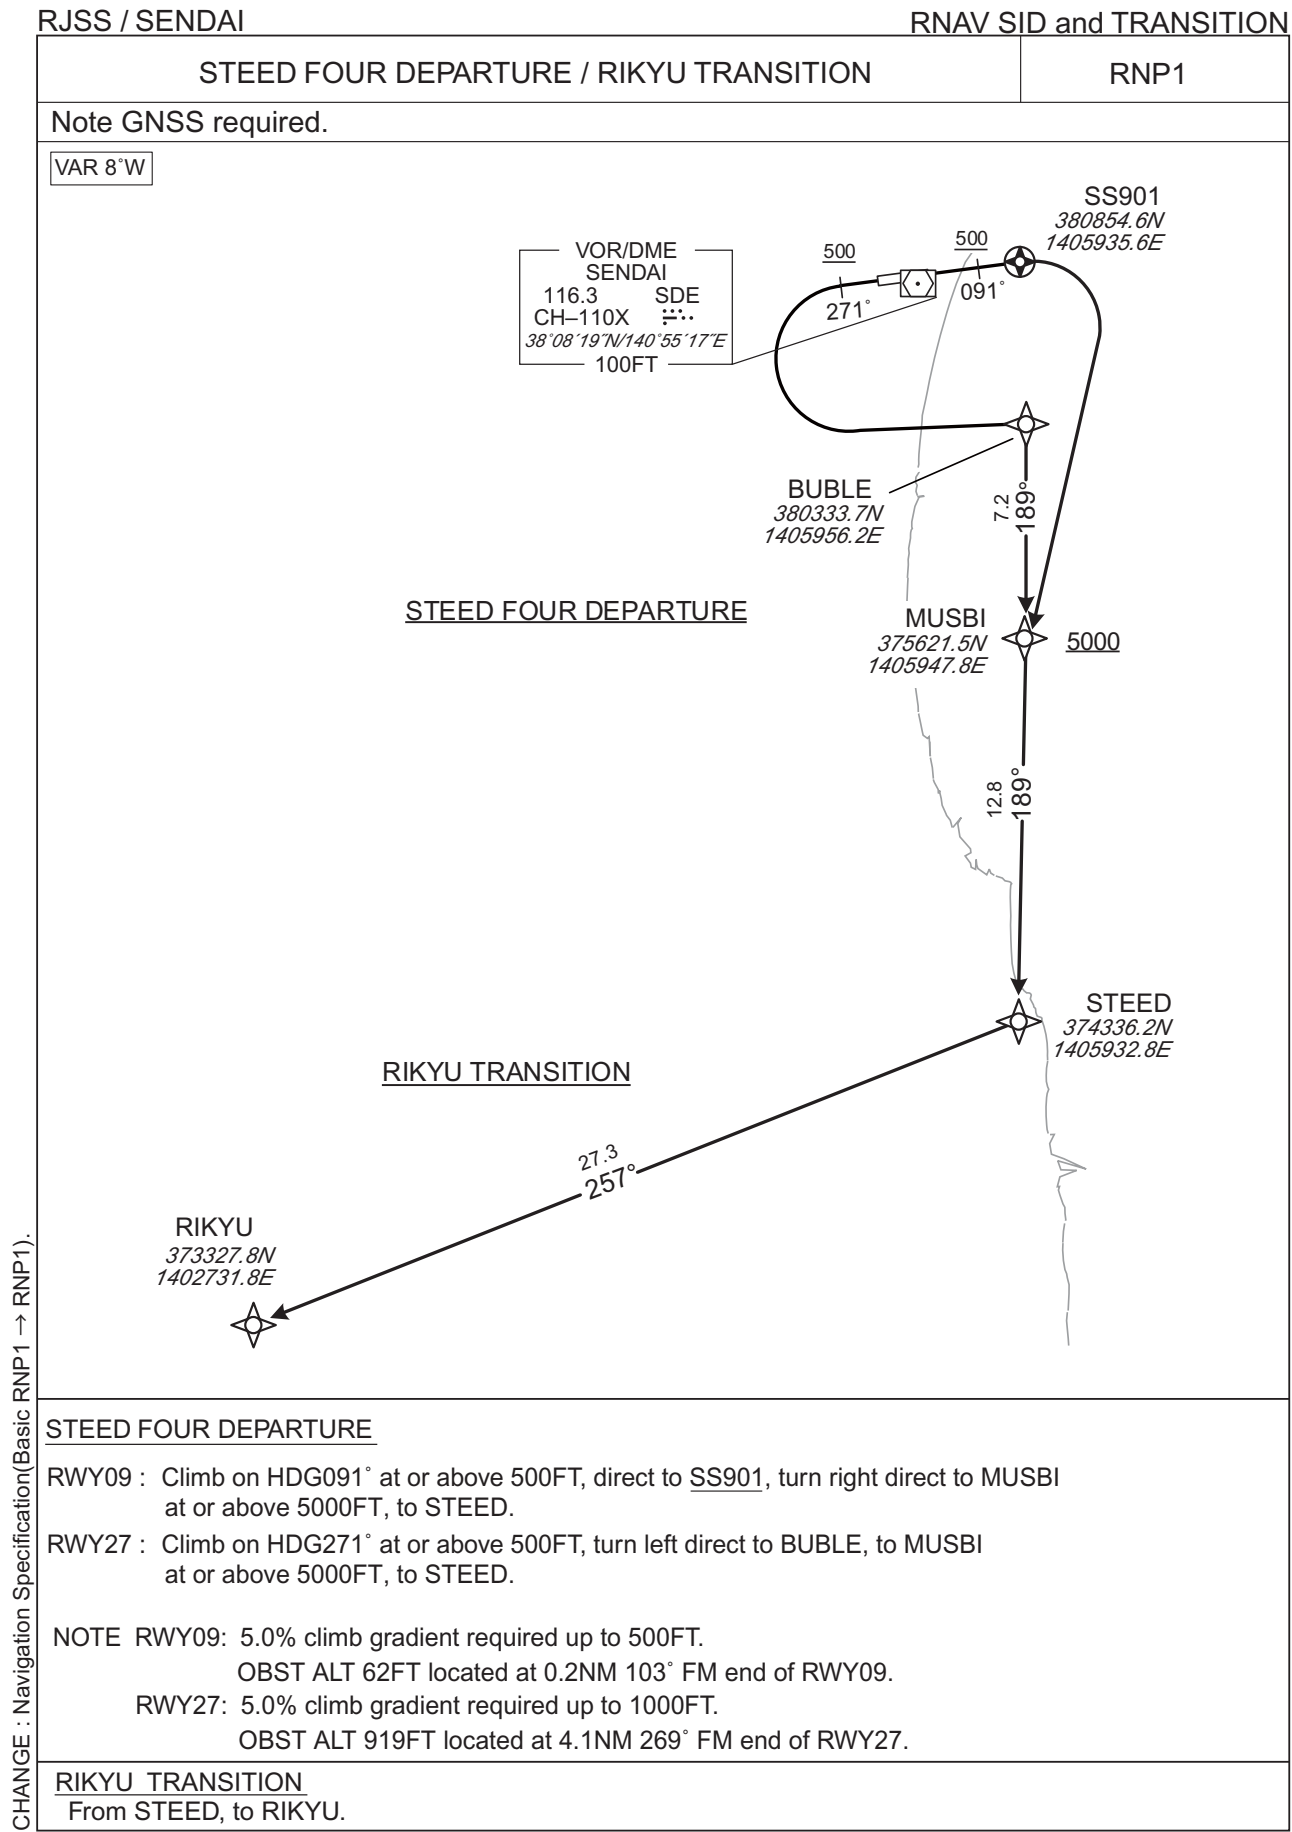 RJSS / SENDAI
RNAV SID and TRANSITION
STEED FOUR DEPARTURE / RIKYU TRANSITION
RNP1
Note GNSS required.
VAR 8˚W
SS901
380854.6N
1405935.6E
VOR/DME
SENDAI
116.3 SDE
CH–110X
38˚08´19˝N/140˚55´17˝E
100FT
500
500
271˚
091˚
BUBLE
380333.7N
1405956.2E
7.2
189°
STEED FOUR DEPARTURE
MUSBI
375621.5N
1405947.8E
5000
12.8
189°
STEED
374336.2N
1405932.8E
RIKYU TRANSITION
27.3
257°
RIKYU
373327.8N
1402731.8E
STEED FOUR DEPARTURE
RWY09 : Climb on HDG091˚ at or above 500FT, direct to SS901, turn right direct to MUSBI
at or above 5000FT, to STEED.
RWY27 : Climb on HDG271˚ at or above 500FT, turn left direct to BUBLE, to MUSBI
at or above 5000FT, to STEED.
NOTE RWY09: 5.0% climb gradient required up to 500FT.
OBST ALT 62FT located at 0.2NM 103˚ FM end of RWY09.
RWY27: 5.0% climb gradient required up to 1000FT.
OBST ALT 919FT located at 4.1NM 269˚ FM end of RWY27.
RIKYU TRANSITION
From STEED, to RIKYU.
CHANGE : Navigation Specification(Basic RNP1 → RNP1).